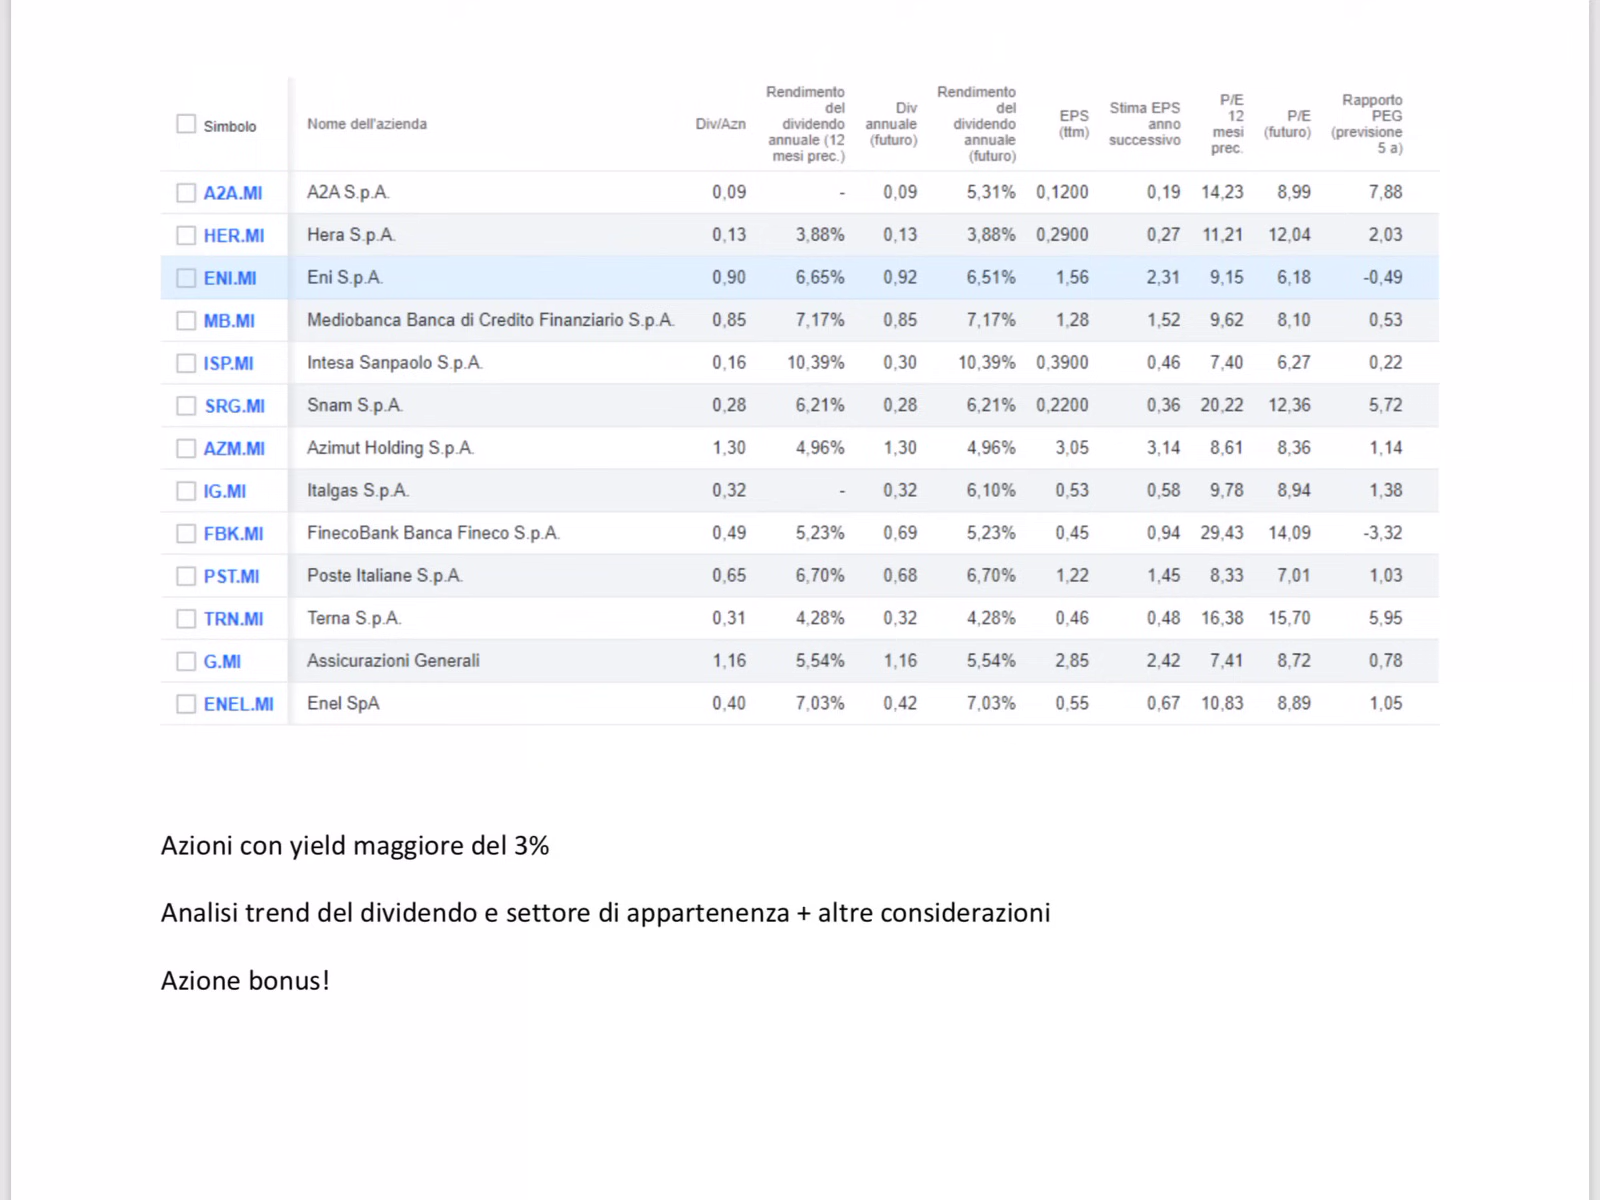 Simbolo Nome dell'azienda Div/Azn Rendimento del dividendo annuale (12 mesi prec.) Div annuale (futuro) Rendimento del dividendo annuale (futuro) EPS (ttm) Stima EPS anno successivo P/E 12 mesi prec. P/E (futuro) Rapporto PEG (previsione 5 a)
A2A.MI A2A S.p.A. 0,09 - 0,09 5,31% 0,1200 0,19 14,23 8,99 7,88
HER.MI Hera S.p.A. 0,13 3,88% 0,13 3,88% 0,2900 0,27 11,21 12,04 2,03
ENI.MI Eni S.p.A. 0,90 6,65% 0,92 6,51% 1,56 2,31 9,15 6,18 -0,49
MB.MI Mediobanca Banca di Credito Finanziario S.p.A. 0,85 7,17% 0,85 7,17% 1,28 1,52 9,62 8,10 0,53
ISP.MI Intesa Sanpaolo S.p.A. 0,16 10,39% 0,30 10,39% 0,3900 0,46 7,40 6,27 0,22
SRG.MI Snam S.p.A. 0,28 6,21% 0,28 6,21% 0,2200 0,36 20,22 12,36 5,72
AZM.MI Azimut Holding S.p.A. 1,30 4,96% 1,30 4,96% 3,05 3,14 8,61 8,36 1,14
IG.MI Italgas S.p.A. 0,32 - 0,32 6,10% 0,53 0,58 9,78 8,94 1,38
FBK.MI FinecoBank Banca Fineco S.p.A. 0,49 5,23% 0,69 5,23% 0,45 0,94 29,43 14,09 -3,32
PST.MI Poste Italiane S.p.A. 0,65 6,70% 0,68 6,70% 1,22 1,45 8,33 7,01 1,03
TRN.MI Terna S.p.A. 0,31 4,28% 0,32 4,28% 0,46 0,48 16,38 15,70 5,95
G.MI Assicurazioni Generali 1,16 5,54% 1,16 5,54% 2,85 2,42 7,41 8,72 0,78
ENEL.MI Enel SpA 0,40 7,03% 0,42 7,03% 0,55 0,67 10,83 8,89 1,05
Azioni con yield maggiore del 3%
Analisi trend del dividendo e settore di appartenenza + altre considerazioni
Azione bonus!